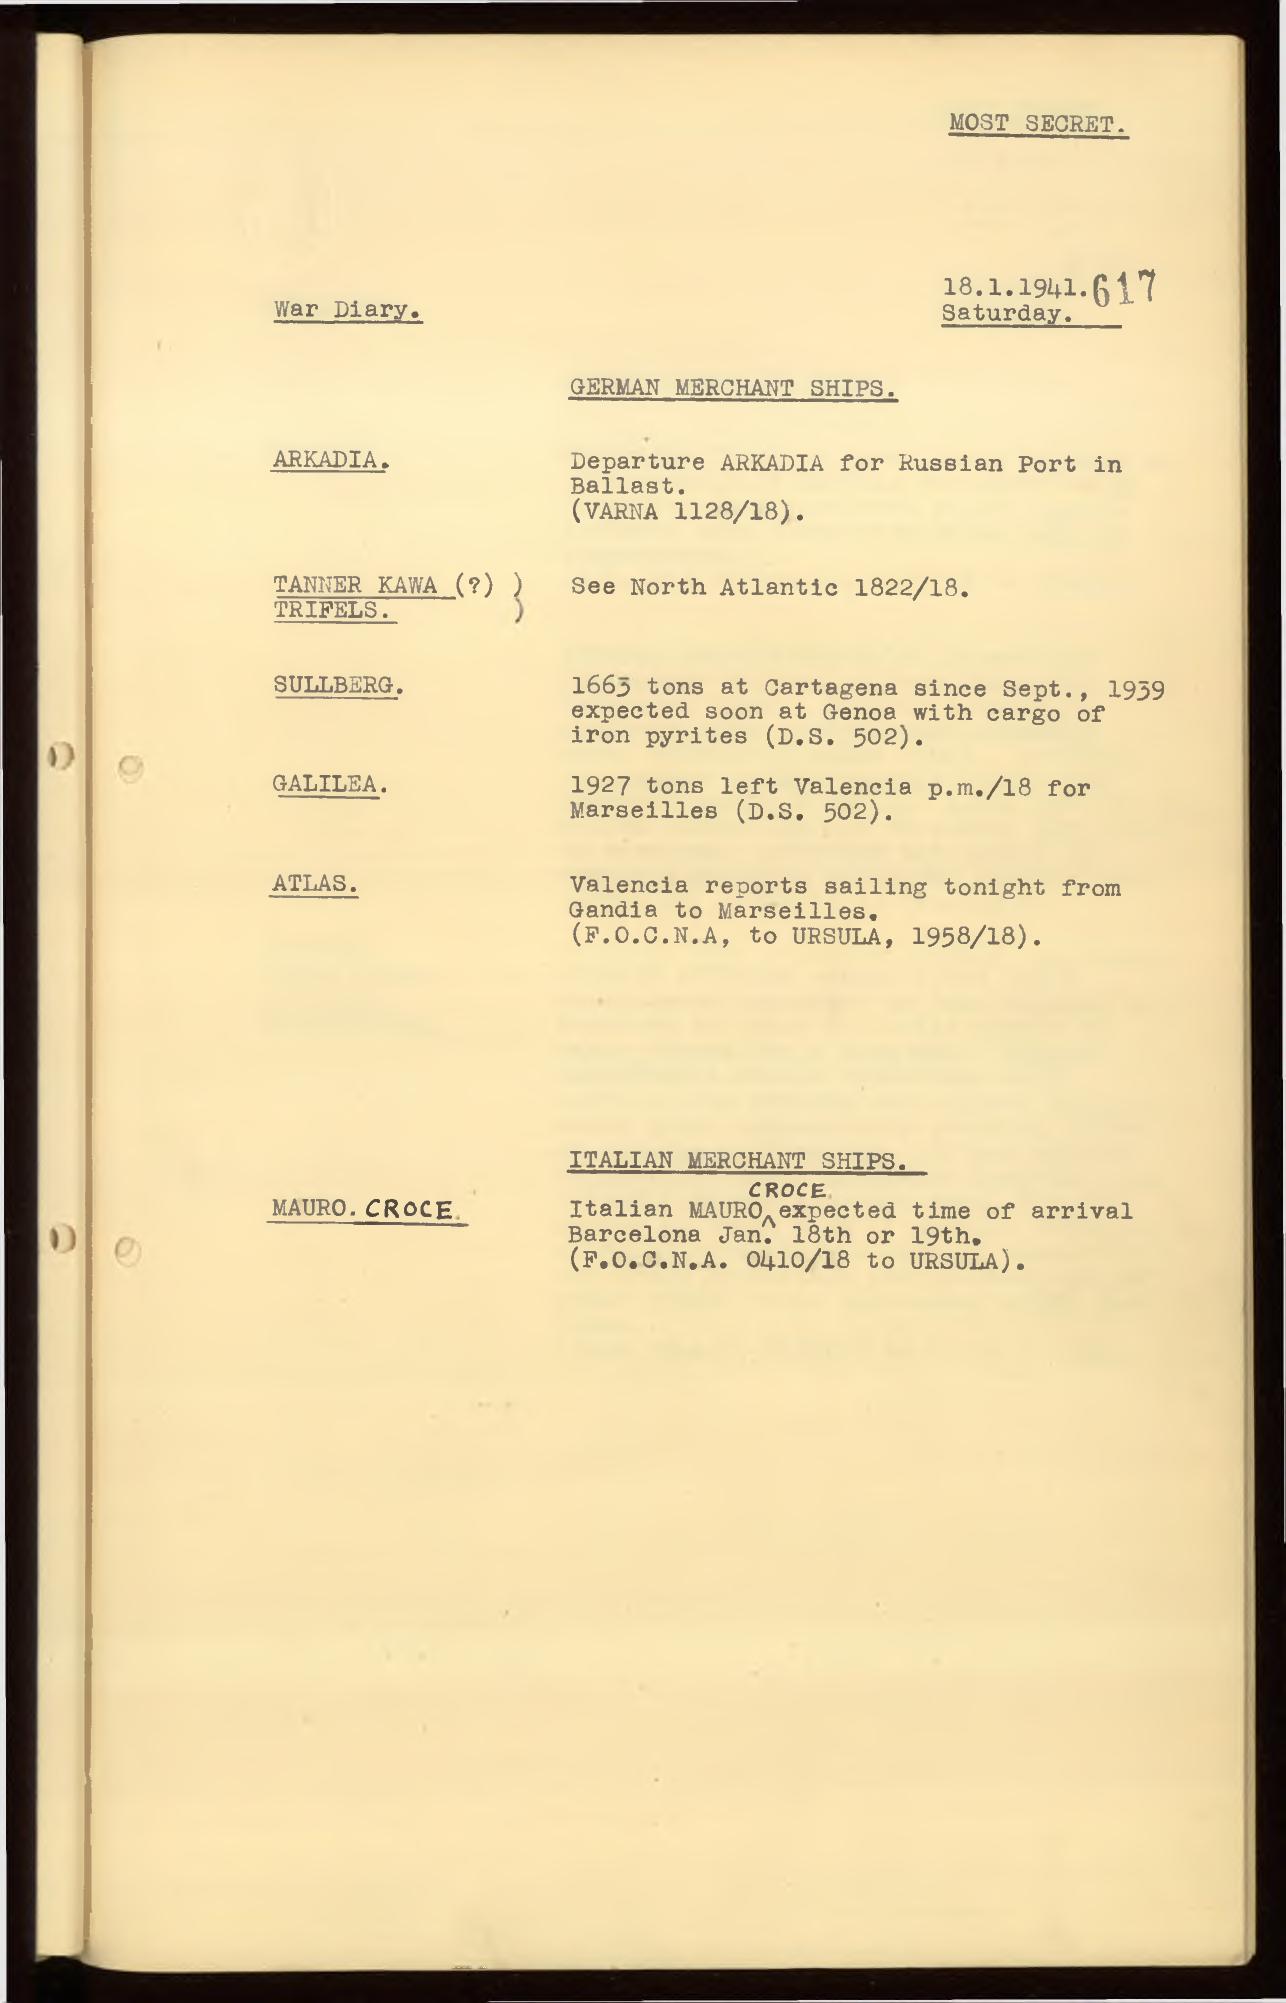 MOST SECRET.
18.1.1941. 617
War Diary.
Saturday.
GERMAN MERCHANT SHIPS.
ARKADIA. Departure ARKADIA for Russian Port in
Ballast.
(VARNA 1128/18).
TANNER KAWA (?) ) See North Atlantic 1822/18.
TRIFELS. )
SULLBERG. 1663 tons at Cartagena since Sept., 1939
expected soon at Genoa with cargo of
iron pyrites (D.S. 502).
GALILEA. 1927 tons left Valencia p.m./18 for
Marseilles (D.S. 502).
ATLAS. Valencia reports sailing tonight from
Gandia to Marseilles.
(F.O.C.N.A, to URSULA, 1958/18).
ITALIAN MERCHANT SHIPS.
CROCE
MAURO. CROCE. Italian MAURO^ expected time of arrival
Barcelona Jan. 18th or 19th.
(F.O.C.N.A. 0410/18 to URSULA).